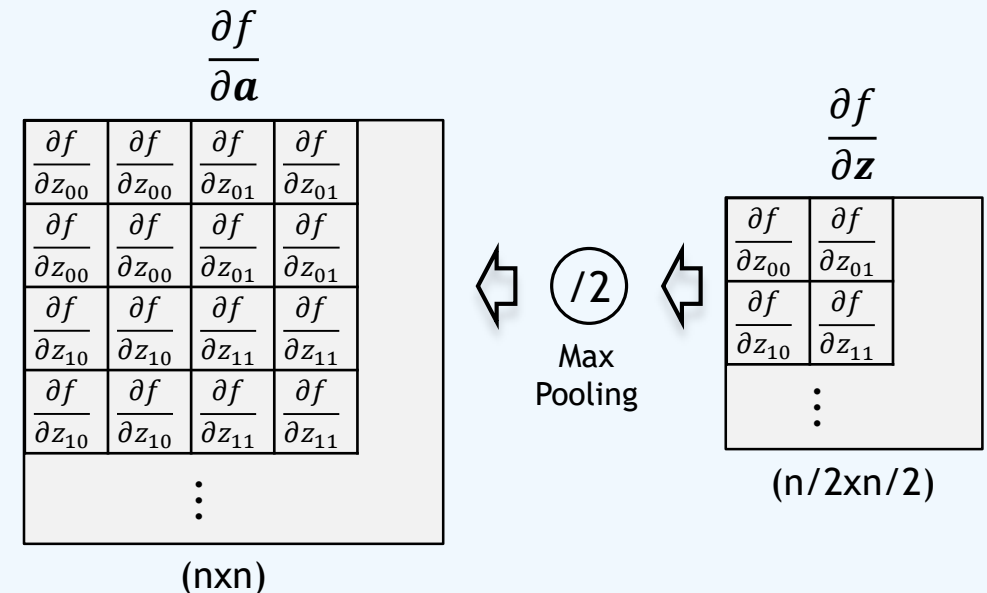 ∂f/∂a
∂f/∂z
∂f/∂z₀₀ ∂f/∂z₀₀ ∂f/∂z₀₁ ∂f/∂z₀₁
∂f/∂z₀₀ ∂f/∂z₀₀ ∂f/∂z₀₁ ∂f/∂z₀₁
∂f/∂z₁₀ ∂f/∂z₁₀ ∂f/∂z₁₁ ∂f/∂z₁₁
∂f/∂z₁₀ ∂f/∂z₁₀ ∂f/∂z₁₁ ∂f/∂z₁₁
⋮
(nxn)
/2
Max
Pooling
∂f/∂z₀₀ ∂f/∂z₀₁
∂f/∂z₁₀ ∂f/∂z₁₁
⋮
(n/2xn/2)